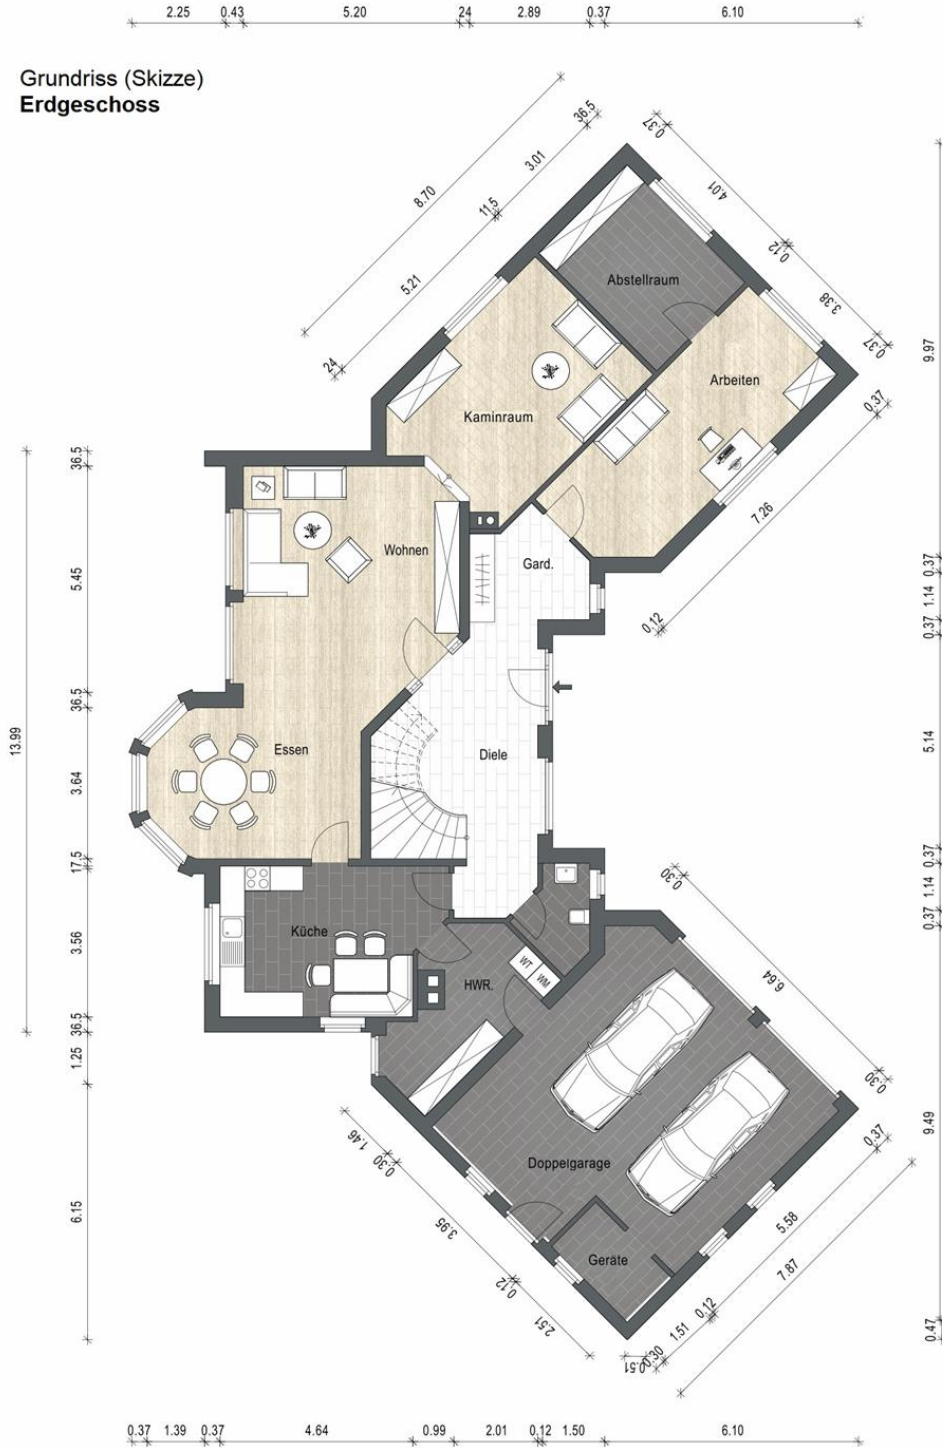 2.25 0.43 5.20 24 2.89 0.37 6.10
Grundriss (Skizze)
Erdgeschoss
8.70
5.21 11.5 3.01 36.5
24
0.37 4.01 0.12 3.38 0.37
0.37
7.26
0.12
Abstellraum
Arbeiten
Kaminraum
Wohnen
Gard.
Essen
Diele
Küche
HWR.
WT WM
Doppelgarage
Geräte
13.99
36.5
5.45
36.5
3.64
17.5
3.56
36.5
1.25
6.15
9.97
0.37
1.14
0.37
5.14
0.37
1.14
0.37
9.49
0.47
0.30
6.64
0.30
0.37
5.58
7.87
0.12
1.51
0.30
0.51
1.46
0.30
3.95
0.12
2.51
0.37 1.39 0.37 4.64 0.99 2.01 0.12 1.50 6.10